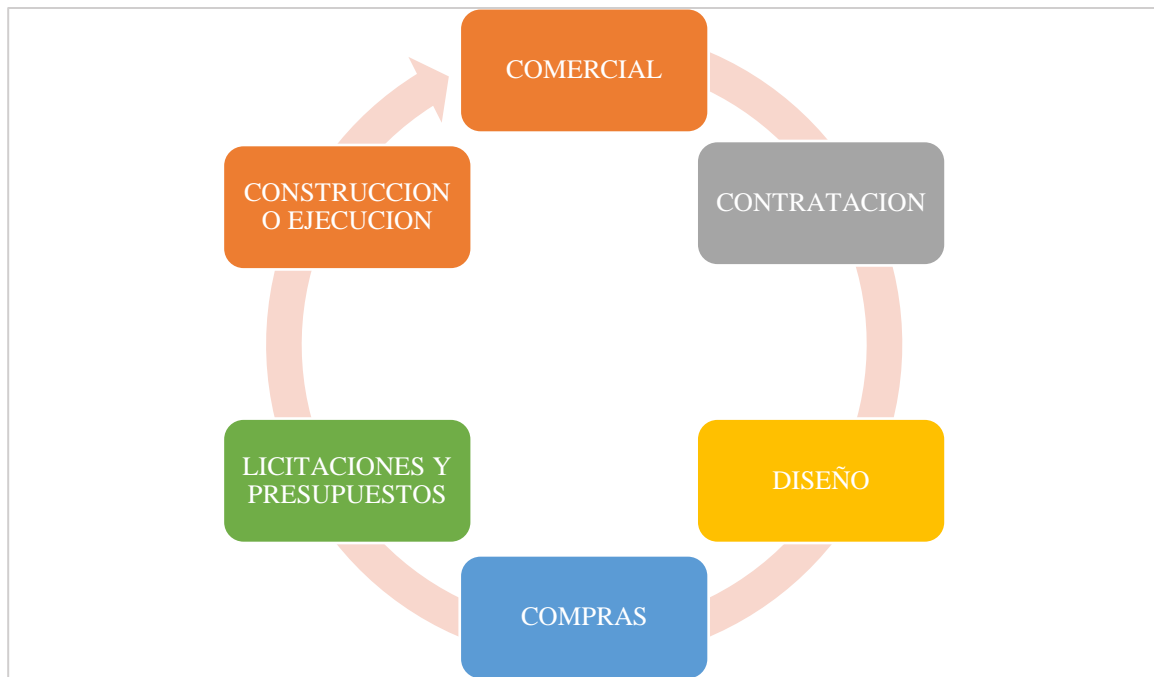 COMERCIAL
CONTRATACION
DISEÑO
COMPRAS
LICITACIONES Y
PRESUPUESTOS
CONSTRUCCION
O EJECUCION